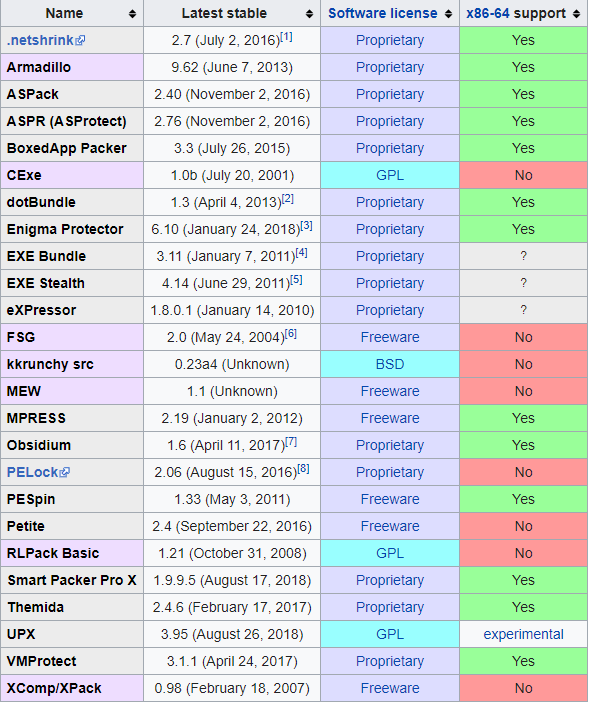 Name Latest stable Software license x86-64 support
.netshrink 2.7 (July 2, 2016)[1] Proprietary Yes
Armadillo 9.62 (June 7, 2013) Proprietary Yes
ASPack 2.40 (November 2, 2016) Proprietary Yes
ASPR (ASProtect) 2.76 (November 2, 2016) Proprietary Yes
BoxedApp Packer 3.3 (July 26, 2015) Proprietary Yes
CExe 1.0b (July 20, 2001) GPL No
dotBundle 1.3 (April 4, 2013)[2] Proprietary Yes
Enigma Protector 6.10 (January 24, 2018)[3] Proprietary Yes
EXE Bundle 3.11 (January 7, 2011)[4] Proprietary ?
EXE Stealth 4.14 (June 29, 2011)[5] Proprietary ?
eXPressor 1.8.0.1 (January 14, 2010) Proprietary ?
FSG 2.0 (May 24, 2004)[6] Freeware No
kkrunchy src 0.23a4 (Unknown) BSD No
MEW 1.1 (Unknown) Freeware No
MPRESS 2.19 (January 2, 2012) Freeware Yes
Obsidium 1.6 (April 11, 2017)[7] Proprietary Yes
PELock 2.06 (August 15, 2016)[8] Proprietary No
PESpin 1.33 (May 3, 2011) Freeware Yes
Petite 2.4 (September 22, 2016) Freeware No
RLPack Basic 1.21 (October 31, 2008) GPL No
Smart Packer Pro X 1.9.9.5 (August 17, 2018) Proprietary Yes
Themida 2.4.6 (February 17, 2017) Proprietary Yes
UPX 3.95 (August 26, 2018) GPL experimental
VMProtect 3.1.1 (April 24, 2017) Proprietary Yes
XComp/XPack 0.98 (February 18, 2007) Freeware No